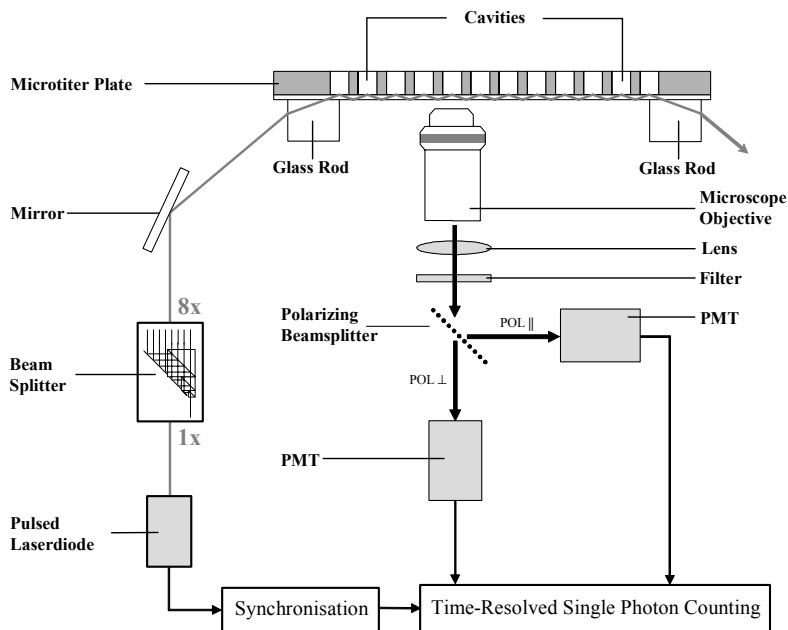 Cavities
Microtiter Plate
Glass Rod
Glass Rod
Mirror
Microscope
Objective
Lens
Filter
8x
Polarizing
Beamsplitter
POL ||
PMT
Beam
Splitter
POL ⊥
1x
PMT
Pulsed
Laserdiode
Synchronisation
Time-Resolved Single Photon Counting